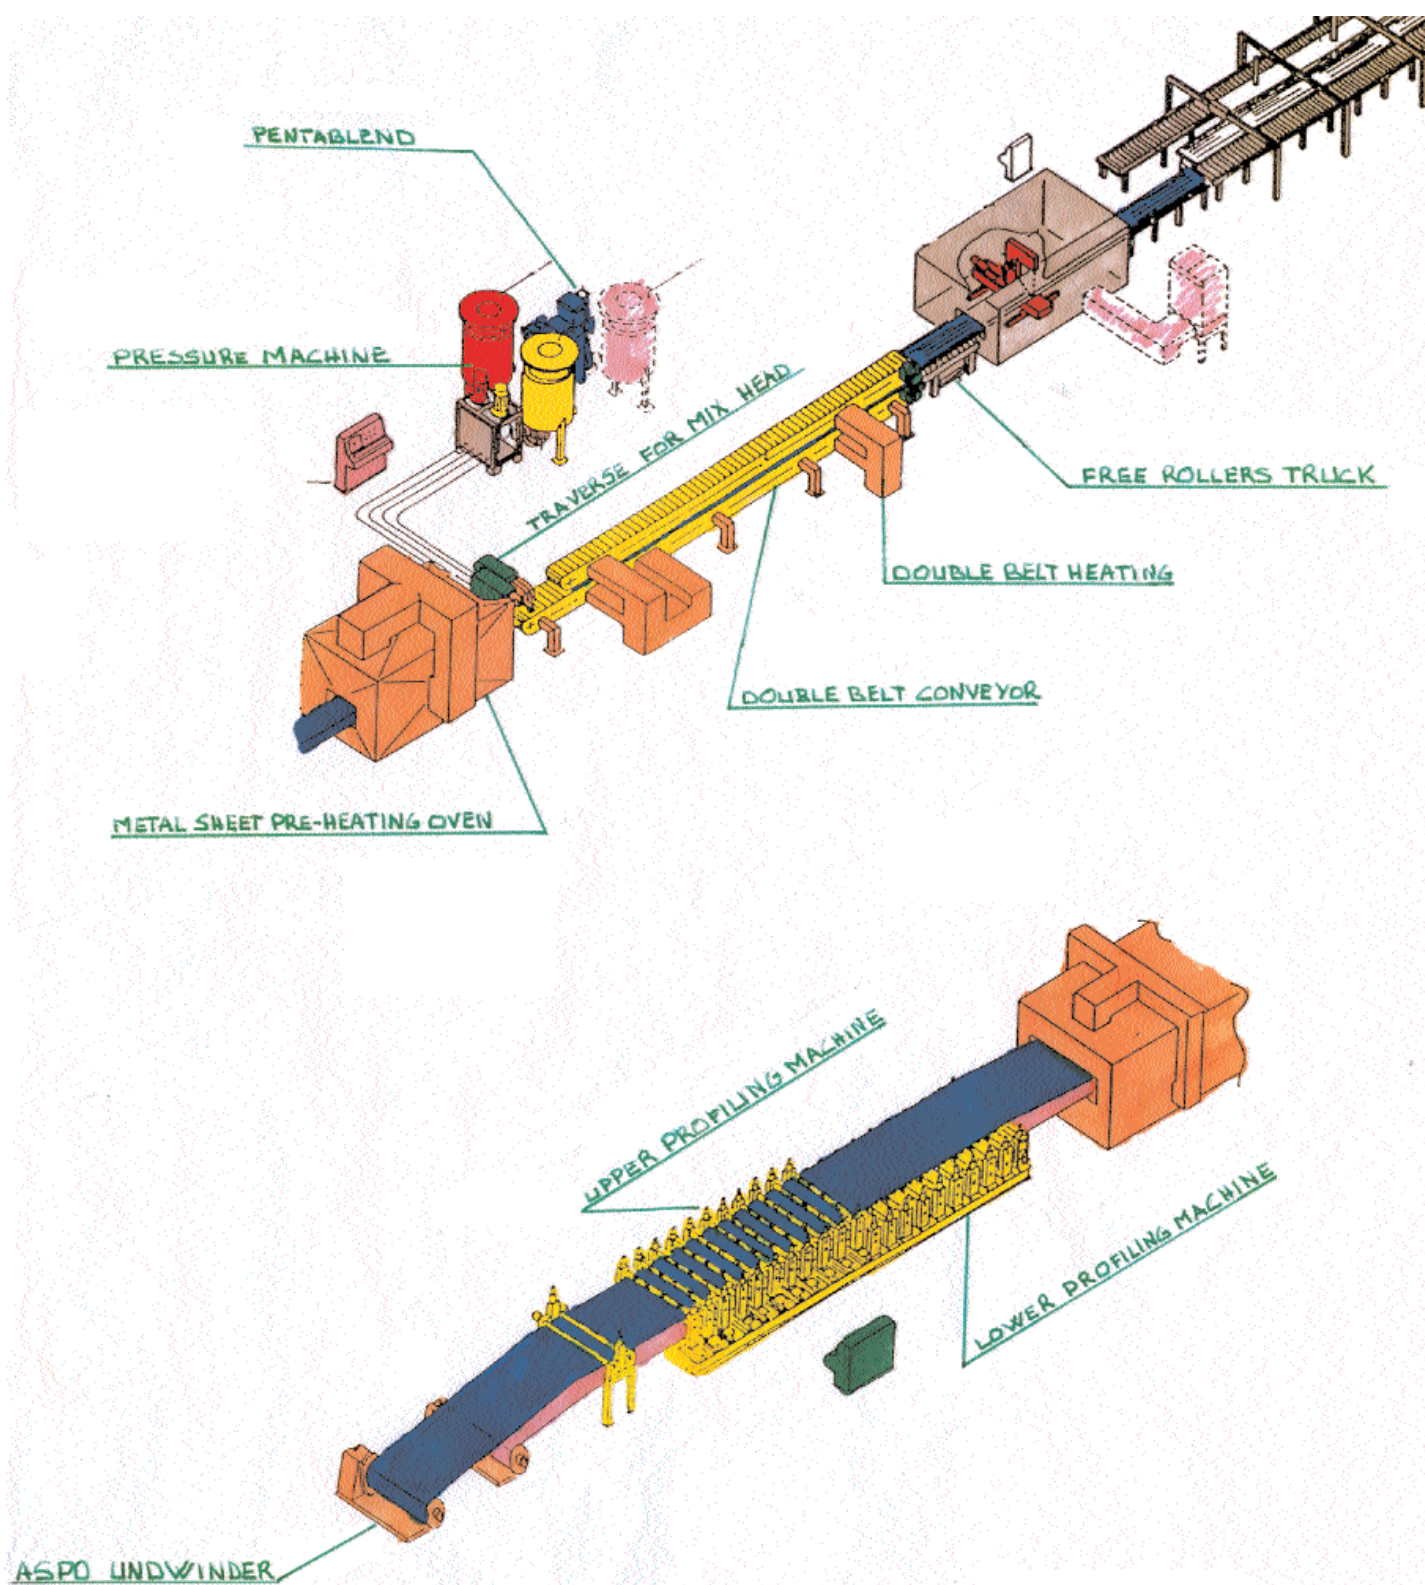 PENTABLEND
PRESSURE MACHINE
TRAVERSE FOR MIX HEAD
FREE ROLLERS TRUCK
DOUBLE BELT HEATING
DOUBLE BELT CONVEYOR
METAL SHEET PRE-HEATING OVEN
UPPER PROFILING MACHINE
LOWER PROFILING MACHINE
ASPO UNDWINDER